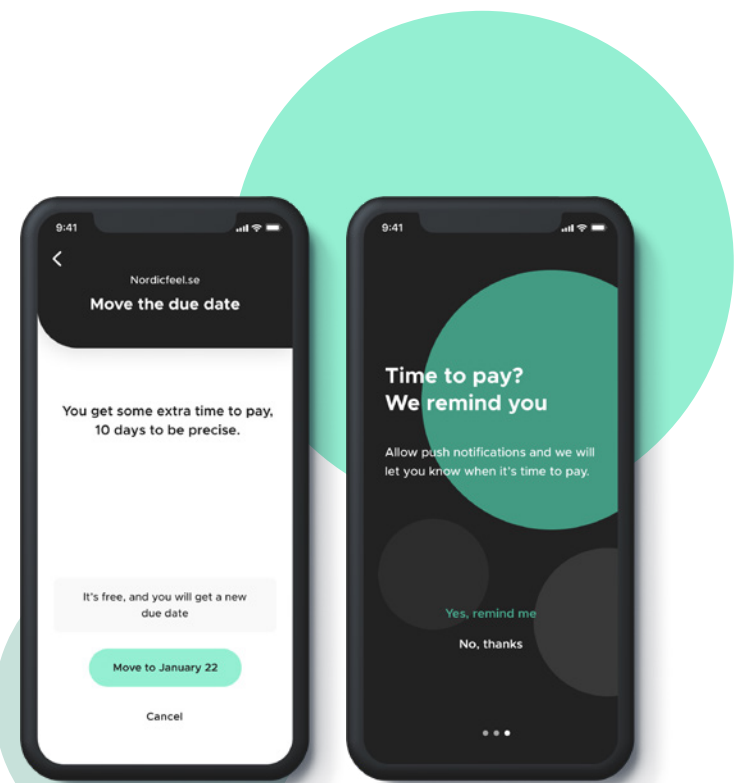 9:41
Nordicfeel.se
Move the due date
You get some extra time to pay,
10 days to be precise.
It's free, and you will get a new
due date
Move to January 22
Cancel
9:41
Time to pay?
We remind you
Allow push notifications and we will
let you know when it's time to pay.
Yes, remind me
No, thanks